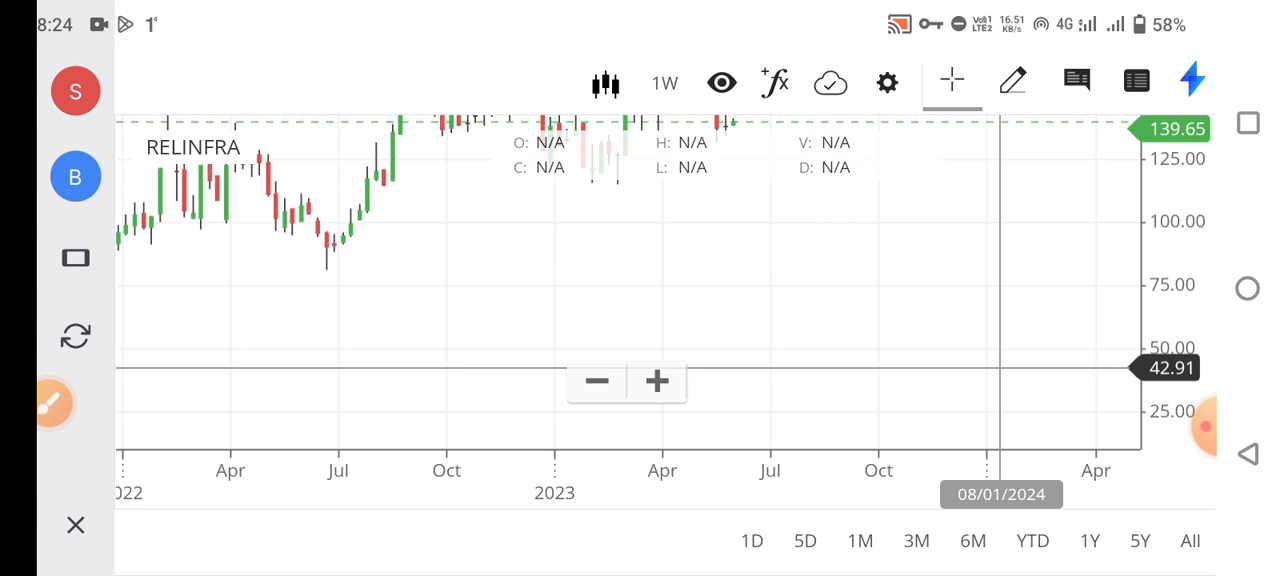 8:24 1⁴ Vo)) 1 LTE2 16.51 KB/s 4G 58%
S
1W +fx
139.65
RELINFRA
O: N/A H: N/A V: N/A
125.00
C: N/A L: N/A D: N/A
B
100.00
75.00
50.00
42.91
− +
25.00
Apr Jul Oct Apr Jul Oct Apr
022 2023 08/01/2024
1D 5D 1M 3M 6M YTD 1Y 5Y All